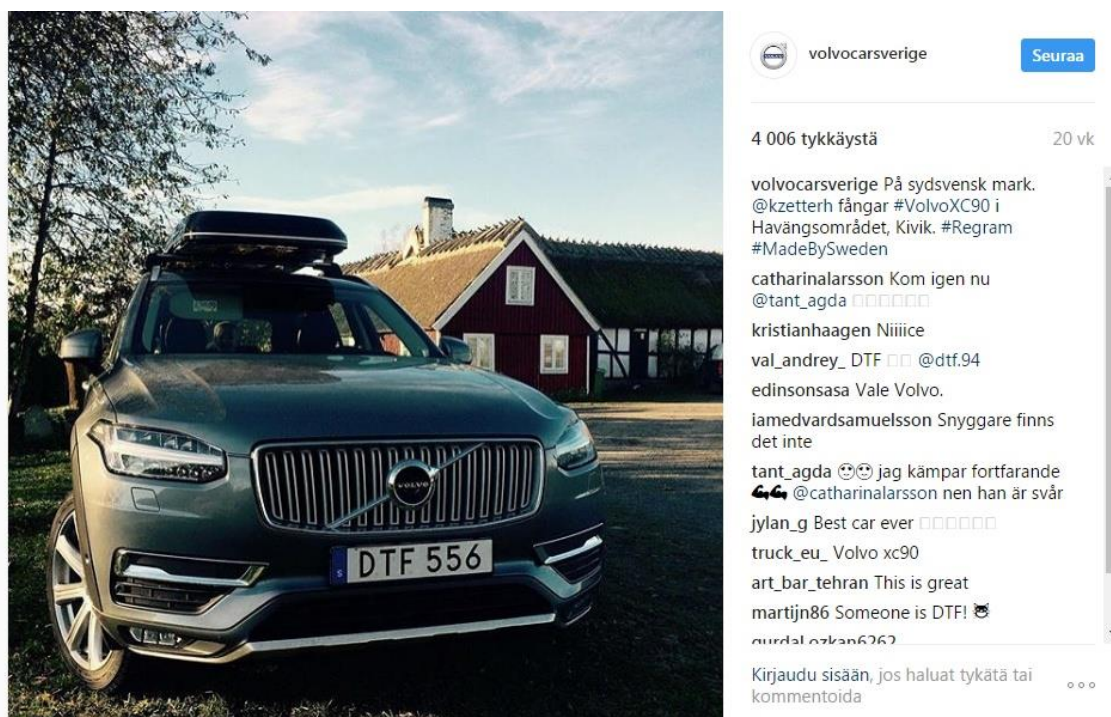 VOLVO
DTF 556
S
volvocarsverige
Seuraa
4 006 tykkäystä
20 vk
volvocarsverige På sydsvensk mark.
@kzetterh fångar #VolvoXC90 i
Havängsområdet, Kivik. #Regram
#MadeBySweden
catharinalarsson Kom igen nu
@tant_agda □□□□□□
kristianhaagen Niiiice
val_andrey_ DTF □□ @dtf.94
edinsonsasa Vale Volvo.
iamedvardsamuelsson Snyggare finns
det inte
tant_agda 😍😍 jag kämpar fortfarande
💪💪 @catharinalarsson nen han är svår
jylan_g Best car ever □□□□□□
truck_eu_ Volvo xc90
art_bar_tehran This is great
martijn86 Someone is DTF! 😈
gurdal.ozkan6262
Kirjaudu sisään, jos haluat tykätä tai
kommentoida